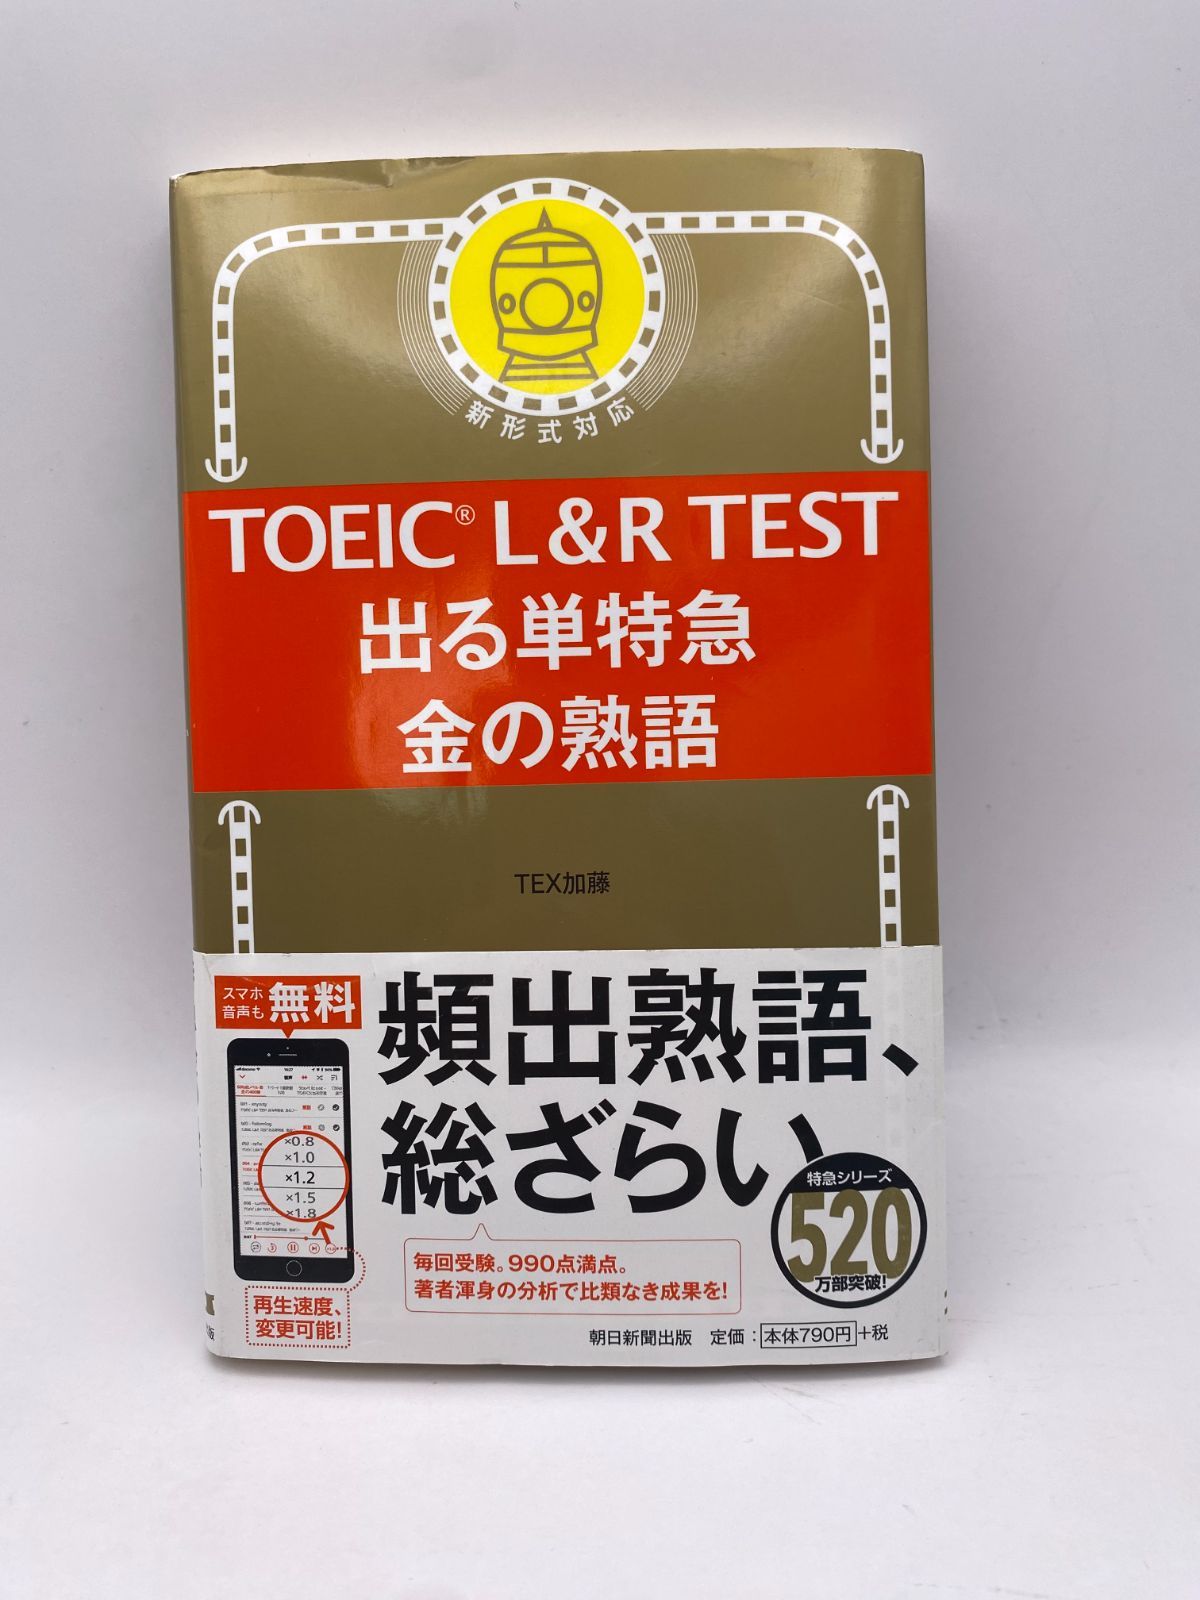 新形式対応
TOEIC® L&R TEST
出る単特急
金の熟語
TEX加藤
スマホ
音声も
無料
頻出熟語、
総ざらい
×0.8
×1.0
×1.2
×1.5
×1.8
再生速度、
変更可能!
毎回受験。990点満点。
著者渾身の分析で比類なき成果を!
特急シリーズ
520
万部突破!
朝日新聞出版 定価:本体790円+税